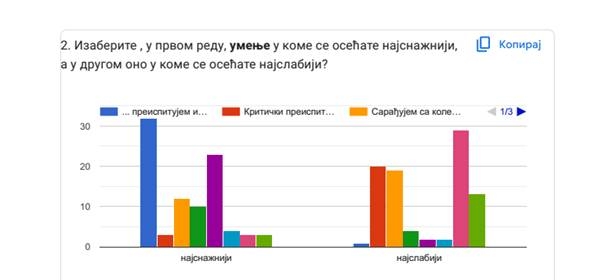 2. Изаберите , у првом реду, умење у коме се осећате најснажнији,
а у другом оно у коме се осећате најслабији?
Копирај
... преиспитујем и...
Критички преиспит...
Сарађујем са коле...
1/3
30
20
10
0
најснажнији
најслабији